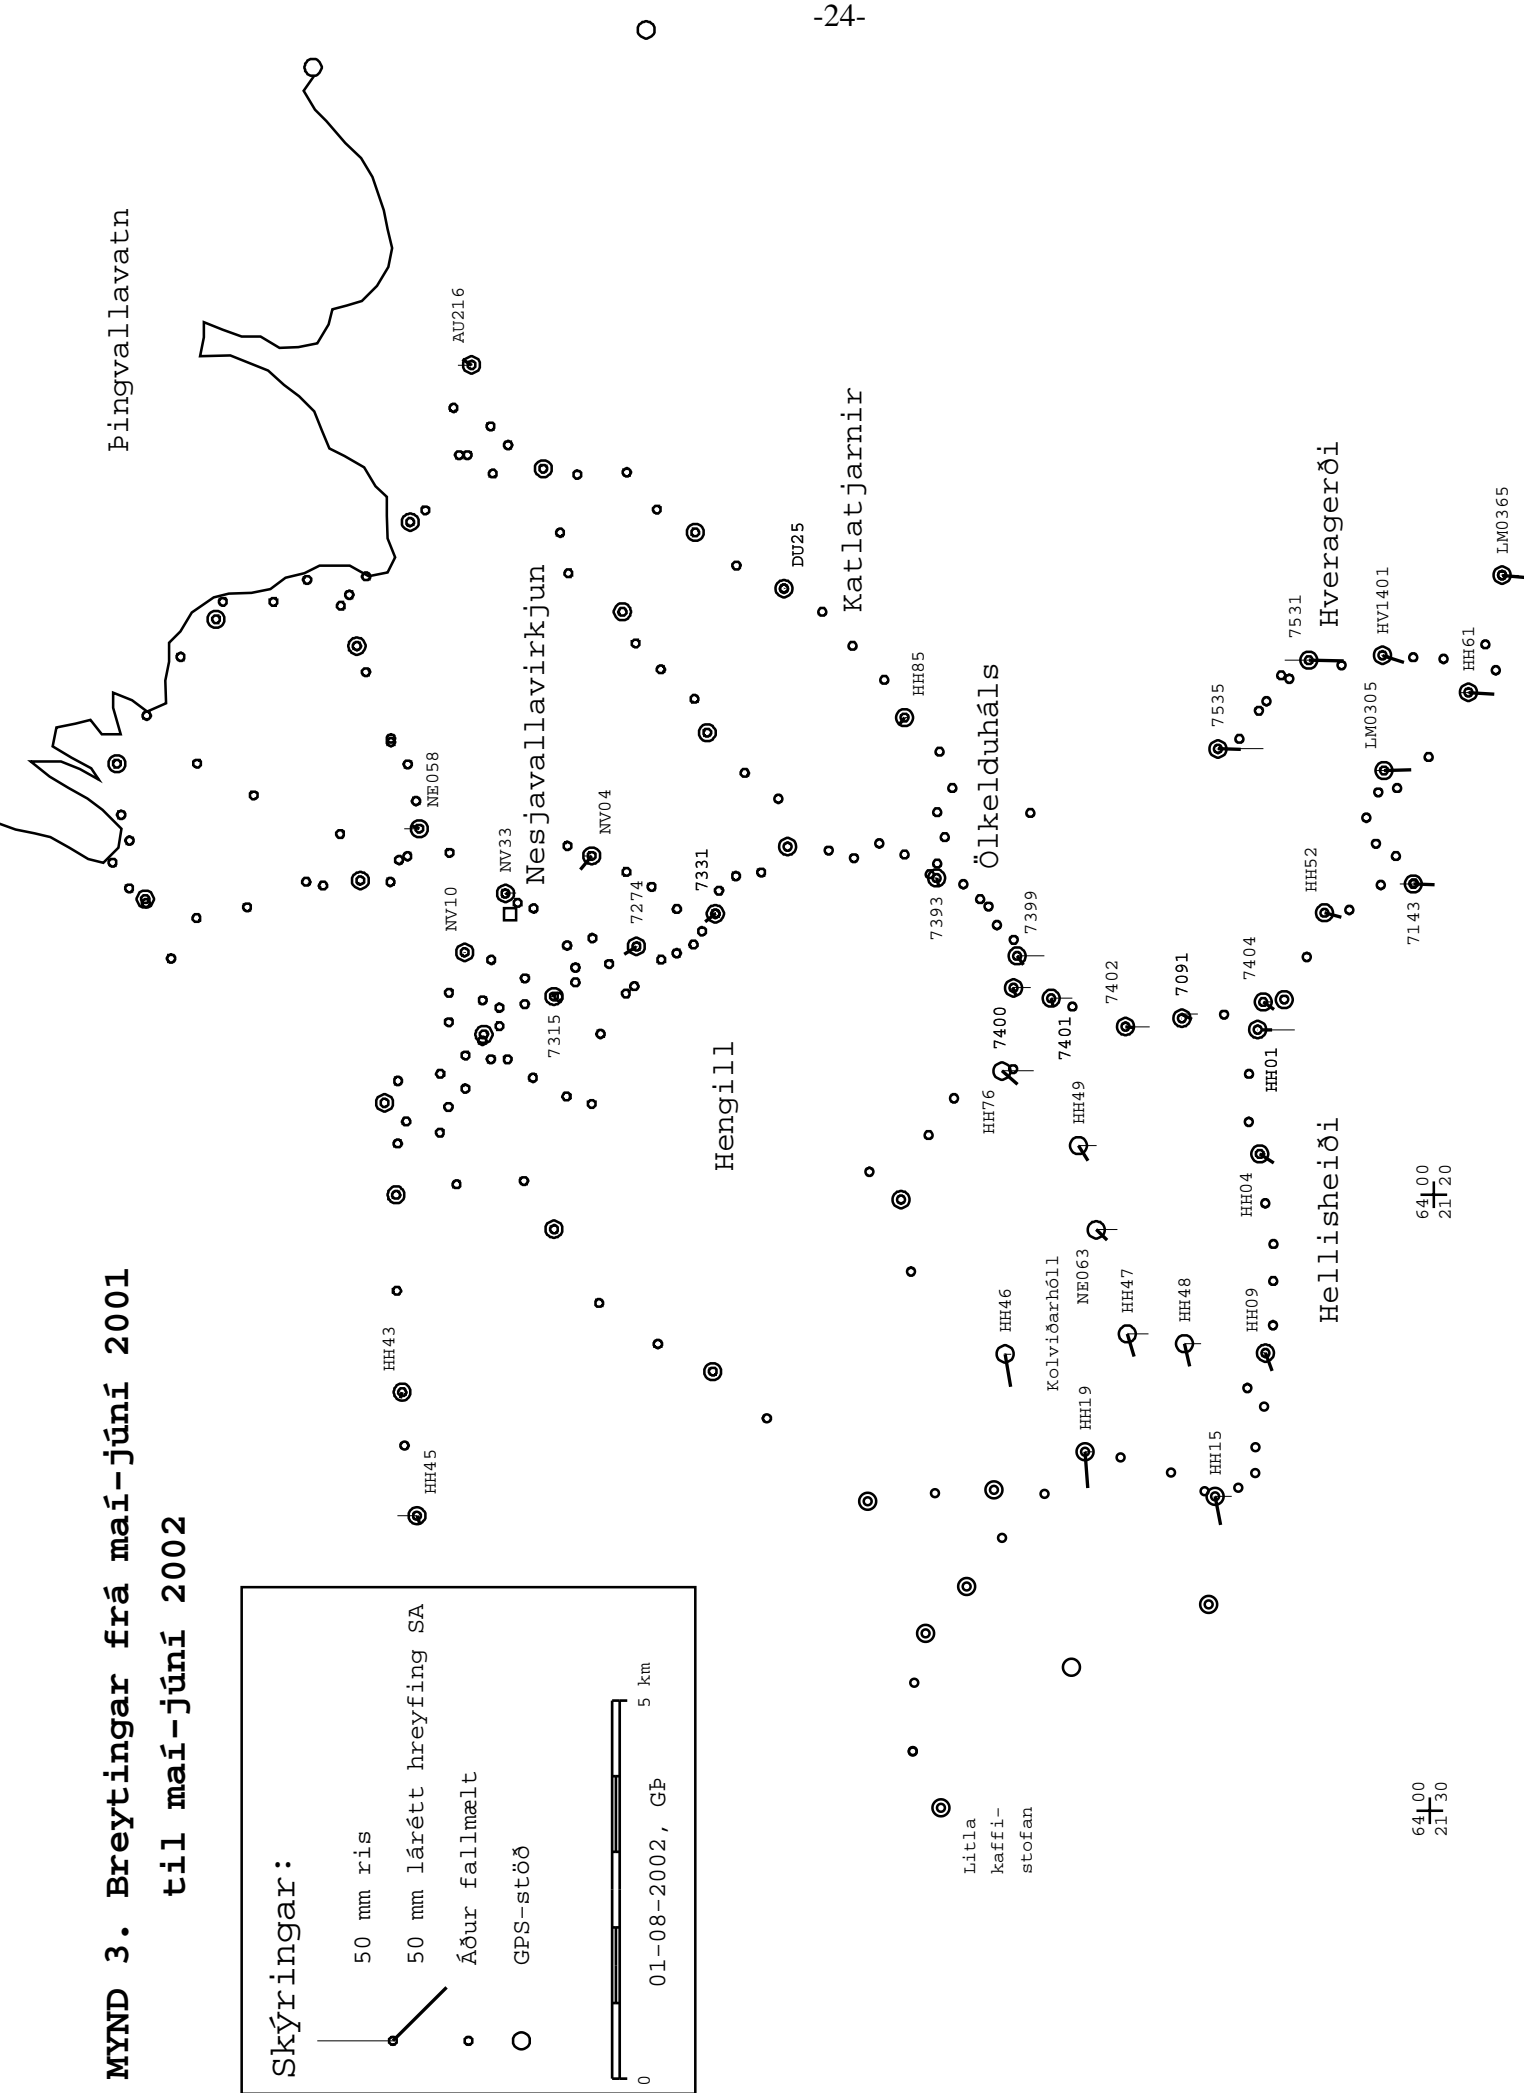 -24-
MYND 3. Breytingar frá maí-júní 2001
til maí-júní 2002
Skýringar:
50 mm ris
50 mm lárétt hreyfing SA
Áður fallmælt
GPS-stöð
0
5 km
01-08-2002, GÞ
Þingvallavatn
AU216
HH43
HH45
NE058
NV10
NV33
Nesjavallavirkjun
NV04
7274
7315
7331
Hengill
DU25
Katlatjarnir
HH85
7393
Ölkelduháls
7399
7400
7401
HH76
HH49
7402
7091
7404
HH01
HH04
NE063
HH46
Kolviðarhóll
HH47
HH48
HH09
HH19
HH15
Hellisheiði
Litla
kaffi-
stofan
7535
7531
Hveragerði
HV1401
LM0305
HH61
LM0365
HH52
7143
64 00
21 20
64 00
21 30